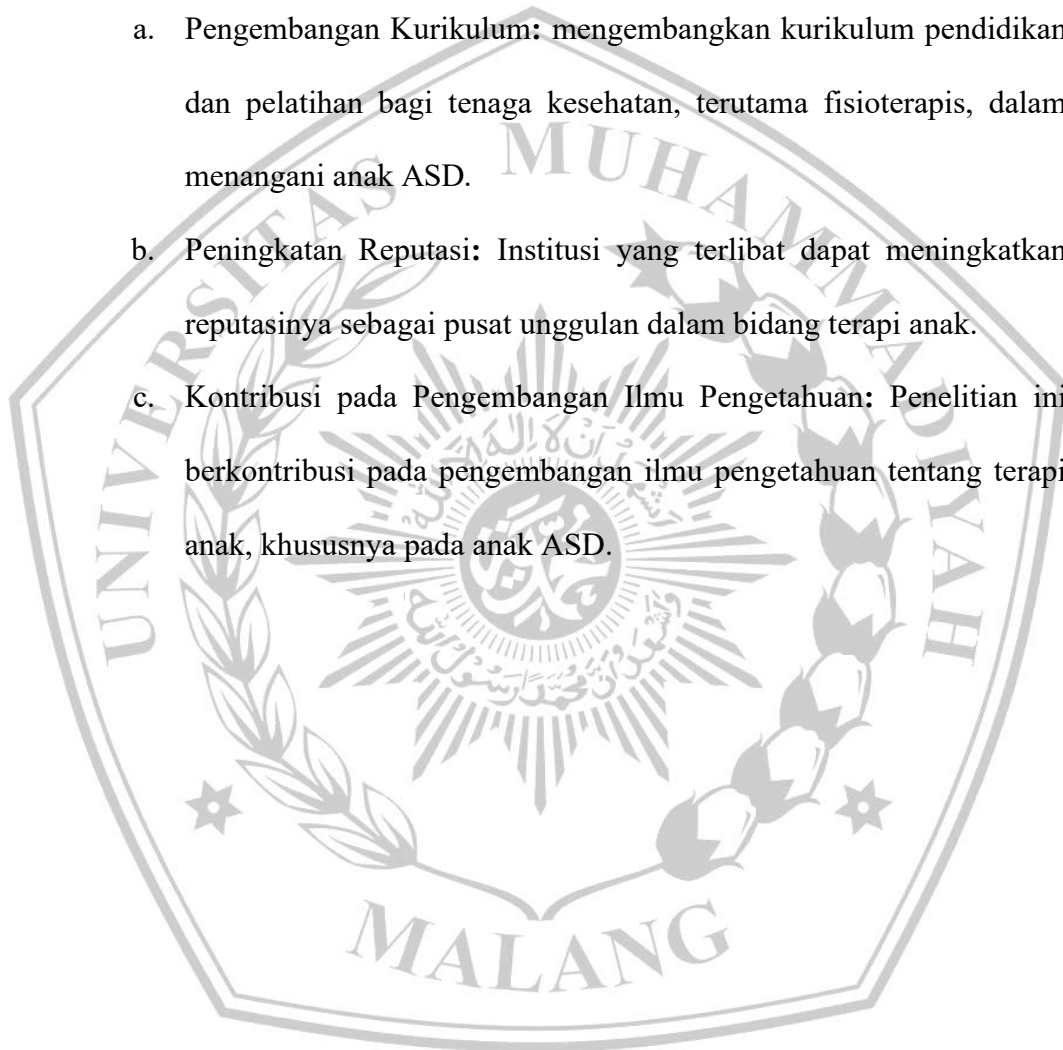 a. Pengembangan Kurikulum: mengembangkan kurikulum pendidikan
dan pelatihan bagi tenaga kesehatan, terutama fisioterapis, dalam
menangani anak ASD.
b. Peningkatan Reputasi: Institusi yang terlibat dapat meningkatkan
reputasinya sebagai pusat unggulan dalam bidang terapi anak.
c. Kontribusi pada Pengembangan Ilmu Pengetahuan: Penelitian ini
berkontribusi pada pengembangan ilmu pengetahuan tentang terapi
anak, khususnya pada anak ASD.
UNIVERSITAS MUHAMMADIYAH
MALANG